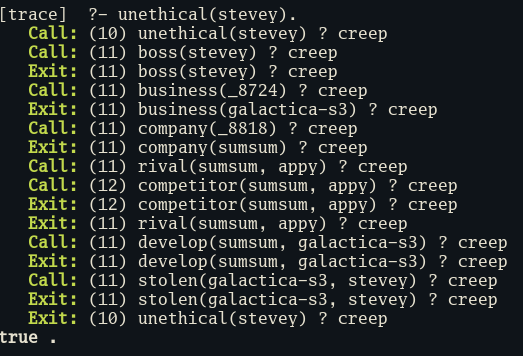 [trace]  ?- unethical(stevey).
   Call: (10) unethical(stevey) ? creep
   Call: (11) boss(stevey) ? creep
   Exit: (11) boss(stevey) ? creep
   Call: (11) business(_8724) ? creep
   Exit: (11) business(galactica-s3) ? creep
   Call: (11) company(_8818) ? creep
   Exit: (11) company(sumsum) ? creep
   Call: (11) rival(sumsum, appy) ? creep
   Call: (12) competitor(sumsum, appy) ? creep
   Exit: (12) competitor(sumsum, appy) ? creep
   Exit: (11) rival(sumsum, appy) ? creep
   Call: (11) develop(sumsum, galactica-s3) ? creep
   Exit: (11) develop(sumsum, galactica-s3) ? creep
   Call: (11) stolen(galactica-s3, stevey) ? creep
   Exit: (11) stolen(galactica-s3, stevey) ? creep
   Exit: (10) unethical(stevey) ? creep
true .